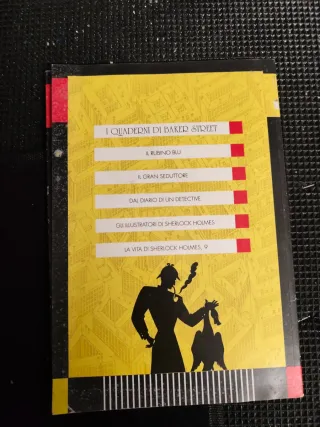 I QUADERNI DI BAKER STREET
IL RUBINO BLU
IL GRAN SEDUTTORE
DAL DIARIO DI UN DETECTIVE
GLI ILLUSTRATORI DI SHERLOCK HOLMES
LA VITA DI SHERLOCK HOLMES, 9